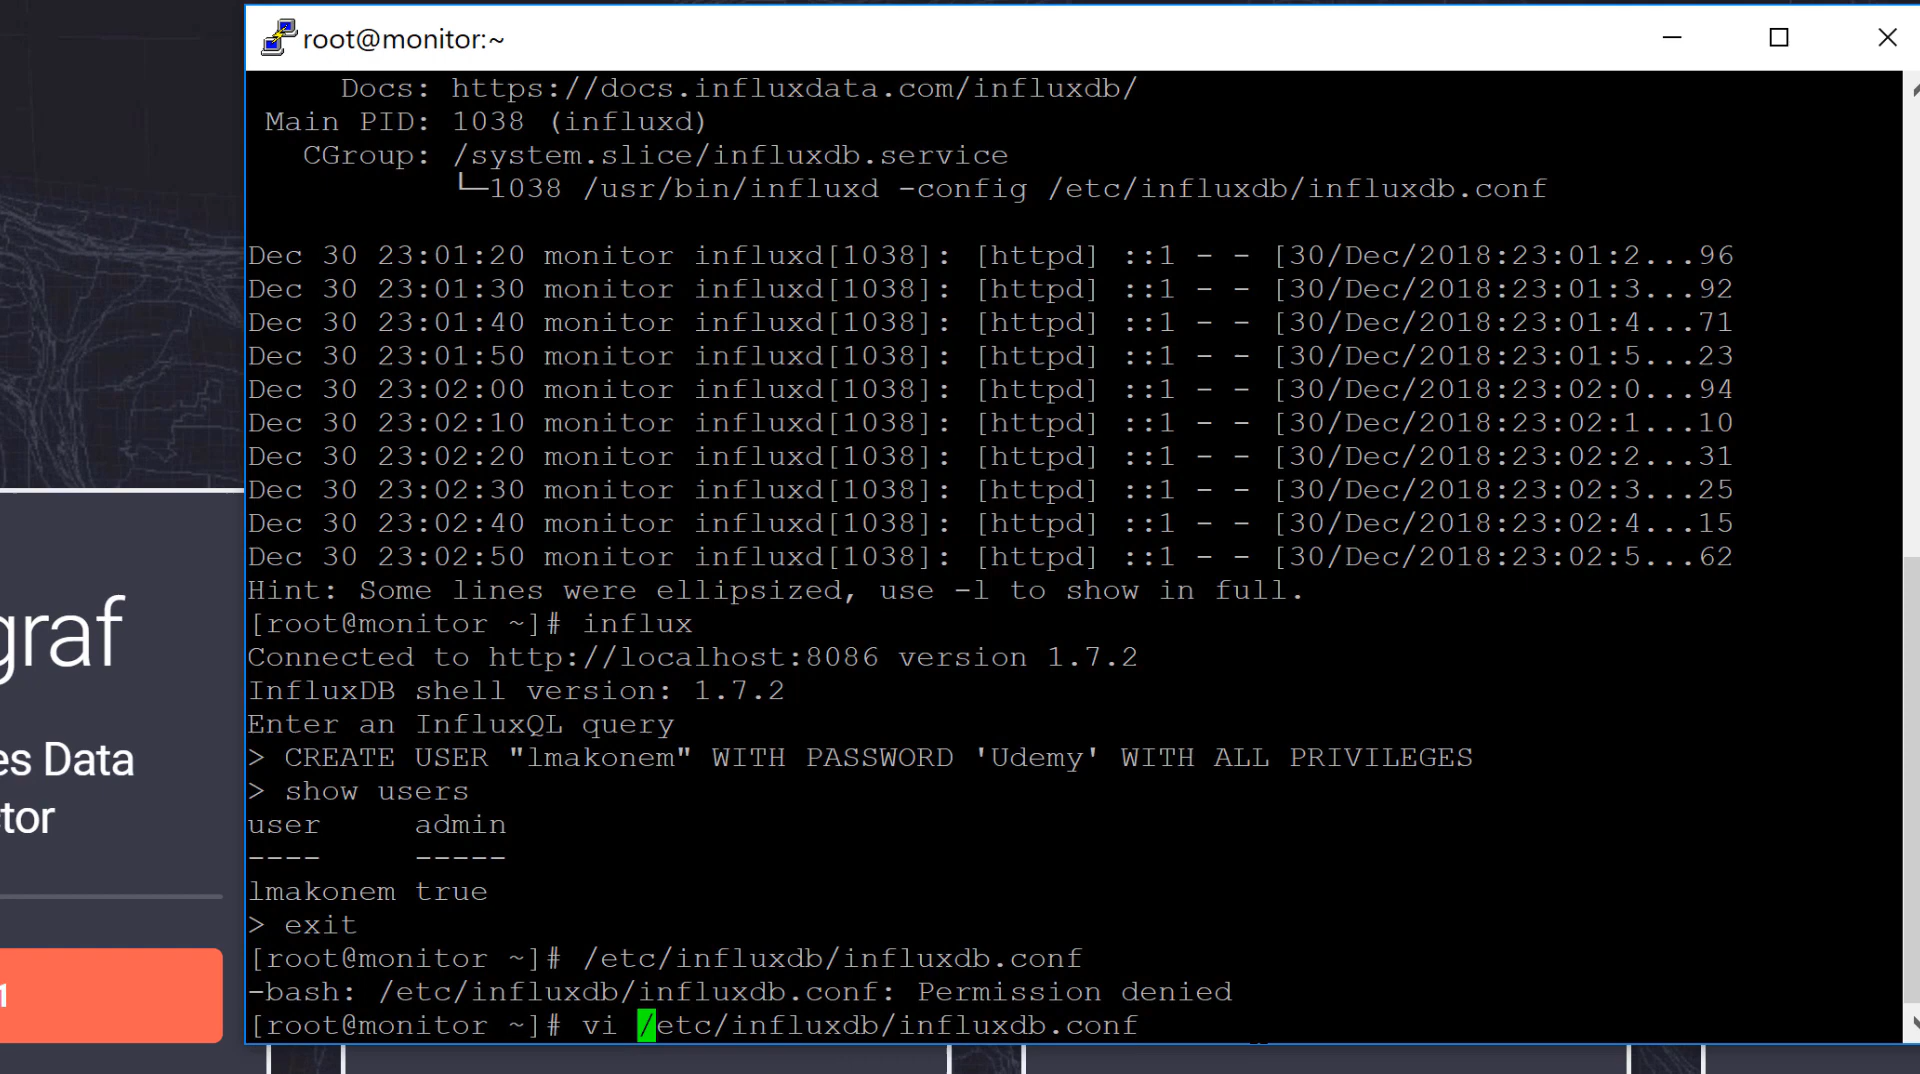 root@monitor:~
Docs: https://docs.influxdata.com/influxdb/
Main PID: 1038 (influxd)
CGroup: /system.slice/influxdb.service
└─1038 /usr/bin/influxd -config /etc/influxdb/influxdb.conf
Dec 30 23:01:20 monitor influxd[1038]: [httpd] ::1 - - [30/Dec/2018:23:01:2...96
Dec 30 23:01:30 monitor influxd[1038]: [httpd] ::1 - - [30/Dec/2018:23:01:3...92
Dec 30 23:01:40 monitor influxd[1038]: [httpd] ::1 - - [30/Dec/2018:23:01:4...71
Dec 30 23:01:50 monitor influxd[1038]: [httpd] ::1 - - [30/Dec/2018:23:01:5...23
Dec 30 23:02:00 monitor influxd[1038]: [httpd] ::1 - - [30/Dec/2018:23:02:0...94
Dec 30 23:02:10 monitor influxd[1038]: [httpd] ::1 - - [30/Dec/2018:23:02:1...10
Dec 30 23:02:20 monitor influxd[1038]: [httpd] ::1 - - [30/Dec/2018:23:02:2...31
Dec 30 23:02:30 monitor influxd[1038]: [httpd] ::1 - - [30/Dec/2018:23:02:3...25
Dec 30 23:02:40 monitor influxd[1038]: [httpd] ::1 - - [30/Dec/2018:23:02:4...15
Dec 30 23:02:50 monitor influxd[1038]: [httpd] ::1 - - [30/Dec/2018:23:02:5...62
Hint: Some lines were ellipsized, use -l to show in full.
[root@monitor ~]# influx
Connected to http://localhost:8086 version 1.7.2
InfluxDB shell version: 1.7.2
Enter an InfluxQL query
> CREATE USER "lmakonem" WITH PASSWORD 'Udemy' WITH ALL PRIVILEGES
> show users
user admin
---- -----
lmakonem true
> exit
[root@monitor ~]# /etc/influxdb/influxdb.conf
-bash: /etc/influxdb/influxdb.conf: Permission denied
[root@monitor ~]# vi /etc/influxdb/influxdb.conf
graf
es Data
tor
1